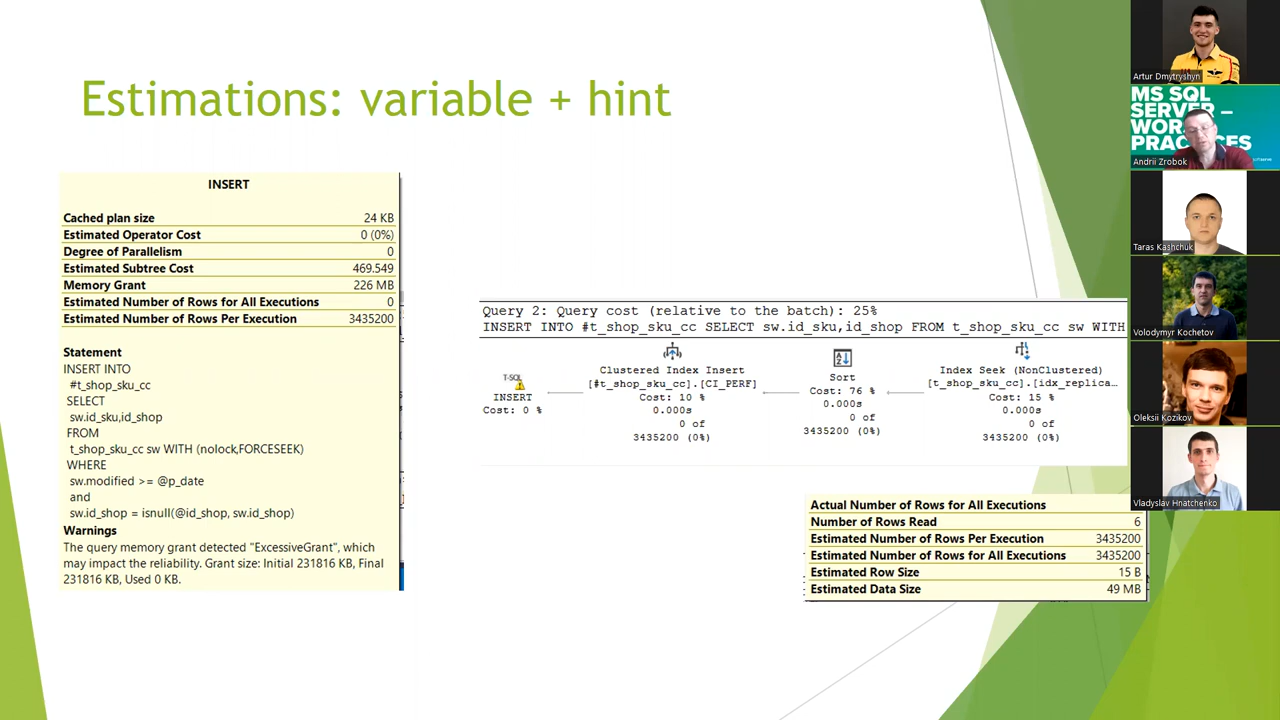 Estimations: variable + hint
INSERT
Cached plan size 24 KB
Estimated Operator Cost 0 (0%)
Degree of Parallelism 0
Estimated Subtree Cost 469.549
Memory Grant 226 MB
Estimated Number of Rows for All Executions 0
Estimated Number of Rows Per Execution 3435200
Statement
INSERT INTO
#t_shop_sku_cc
SELECT
sw.id_sku,id_shop
FROM
t_shop_sku_cc sw WITH (nolock,FORCESEEK)
WHERE
sw.modified >= @p_date
and
sw.id_shop = isnull(@id_shop, sw.id_shop)
Warnings
The query memory grant detected "ExcessiveGrant", which
may impact the reliability. Grant size: Initial 231816 KB, Final
231816 KB, Used 0 KB.
Query 2: Query cost (relative to the batch): 25%
INSERT INTO #t_shop_sku_cc SELECT sw.id_sku,id_shop FROM t_shop_sku_cc sw WITH
T-SQL
INSERT
Cost: 0 %
Clustered Index Insert
[#t_shop_sku_cc].[CI_PERF]
Cost: 10 %
0.000s
0 of
3435200 (0%)
Sort
Cost: 76 %
0.000s
0 of
3435200 (0%)
Index Seek (NonClustered)
[t_shop_sku_cc].[idx_replica…
Cost: 15 %
0.000s
0 of
3435200 (0%)
Actual Number of Rows for All Executions
Number of Rows Read 6
Estimated Number of Rows Per Execution 3435200
Estimated Number of Rows for All Executions 3435200
Estimated Row Size 15 B
Estimated Data Size 49 MB
Artur Dmytryshyn
MS SQL
SERVER –
Andrii Zrobok
Taras Kashchuk
Volodymyr Kochetov
Oleksii Kozikov
Vladyslav Hnatchenko